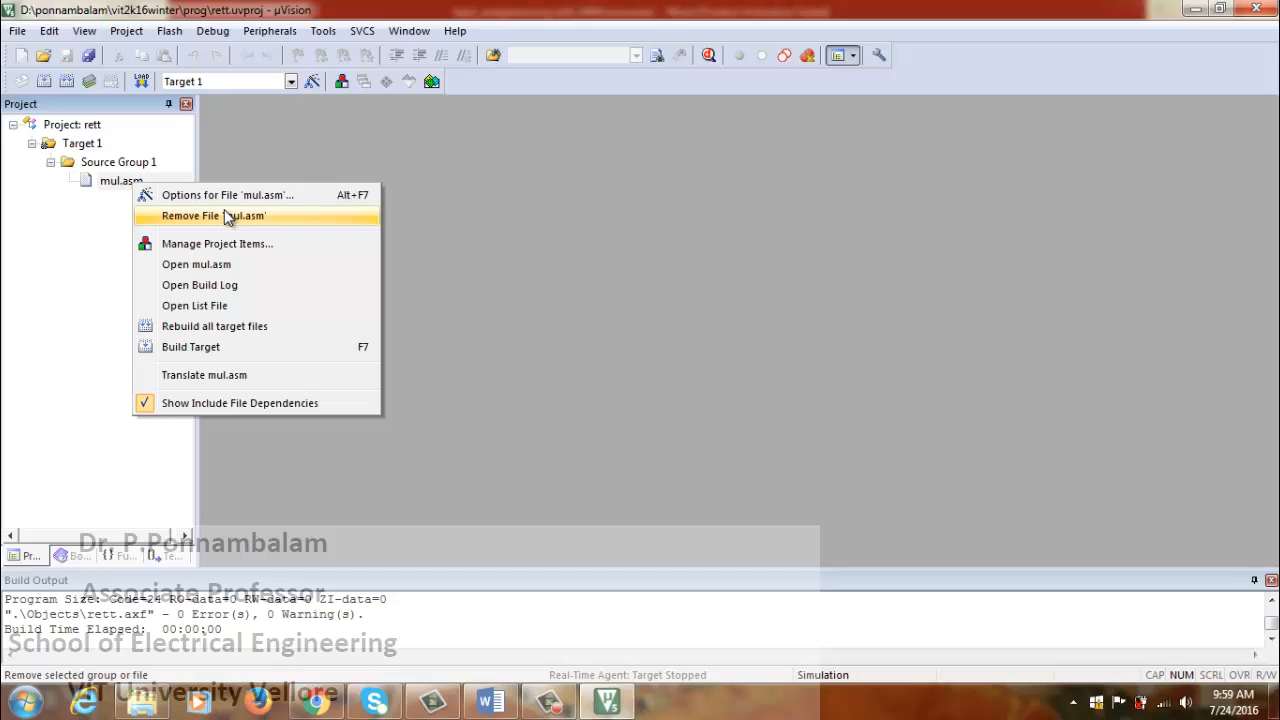 D:\ponnambalam\vit2k16winter\prog\rett.uvproj - µVision
File Edit View Project Flash Debug Peripherals Tools SVCS Window Help
LOAD Target 1
Project
Project: rett
Target 1
Source Group 1
mul.asm
Options for File 'mul.asm'... Alt+F7
Remove File 'mul.asm'
Manage Project Items...
Open mul.asm
Open Build Log
Open List File
Rebuild all target files
Build Target F7
Translate mul.asm
Show Include File Dependencies
Pr... Bo... {} Fu... Te...
Dr. P.Ponnambalam
Associate Professor
School of Electrical Engineering
VIT University Vellore
Build Output
Program Size: Code=24 RO-data=0 RW-data=0 ZI-data=0
".\Objects\rett.axf" - 0 Error(s), 0 Warning(s).
Build Time Elapsed: 00:00:00
Remove selected group or file Real-Time Agent: Target Stopped Simulation CAP NUM SCRL OVR R/W
9:59 AM
7/24/2016